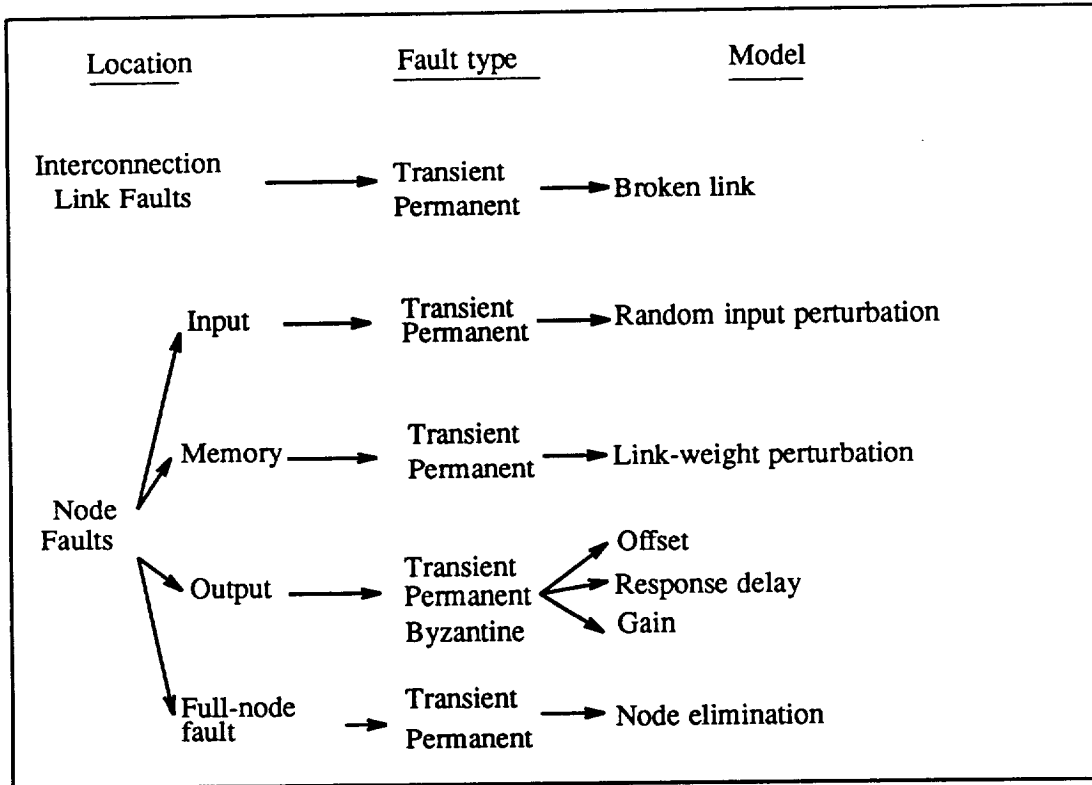 Location Fault type Model
Interconnection
Link Faults
Transient
Permanent
Broken link
Input
Transient
Permanent
Random input perturbation
Memory
Transient
Permanent
Link-weight perturbation
Node
Faults
Output
Transient
Permanent
Byzantine
Offset
Response delay
Gain
Full-node
fault
Transient
Permanent
Node elimination